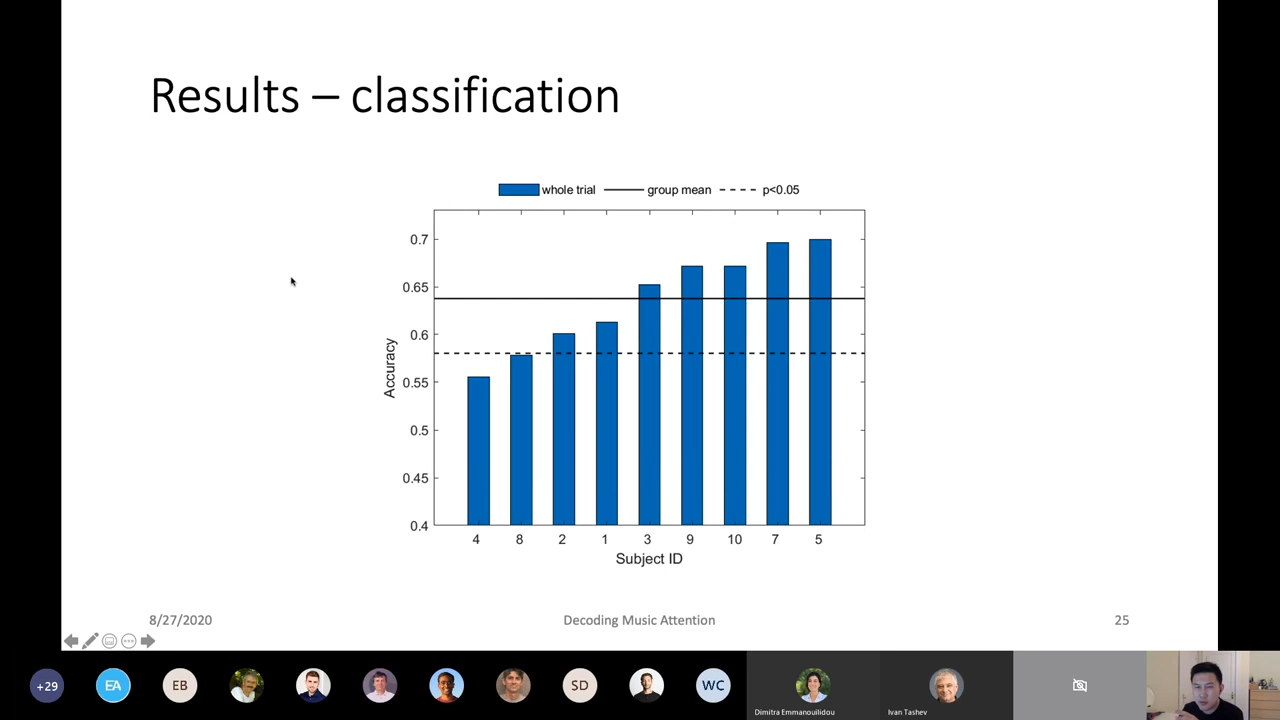 Results – classification
whole trial group mean p<0.05
0.7
0.65
0.6
0.55
0.5
0.45
0.4
Accuracy
4 8 2 1 3 9 10 7 5
Subject ID
8/27/2020 Decoding Music Attention 25
+29 EA EB SD WC
Dimitra Emmanouilidou Ivan Tashev